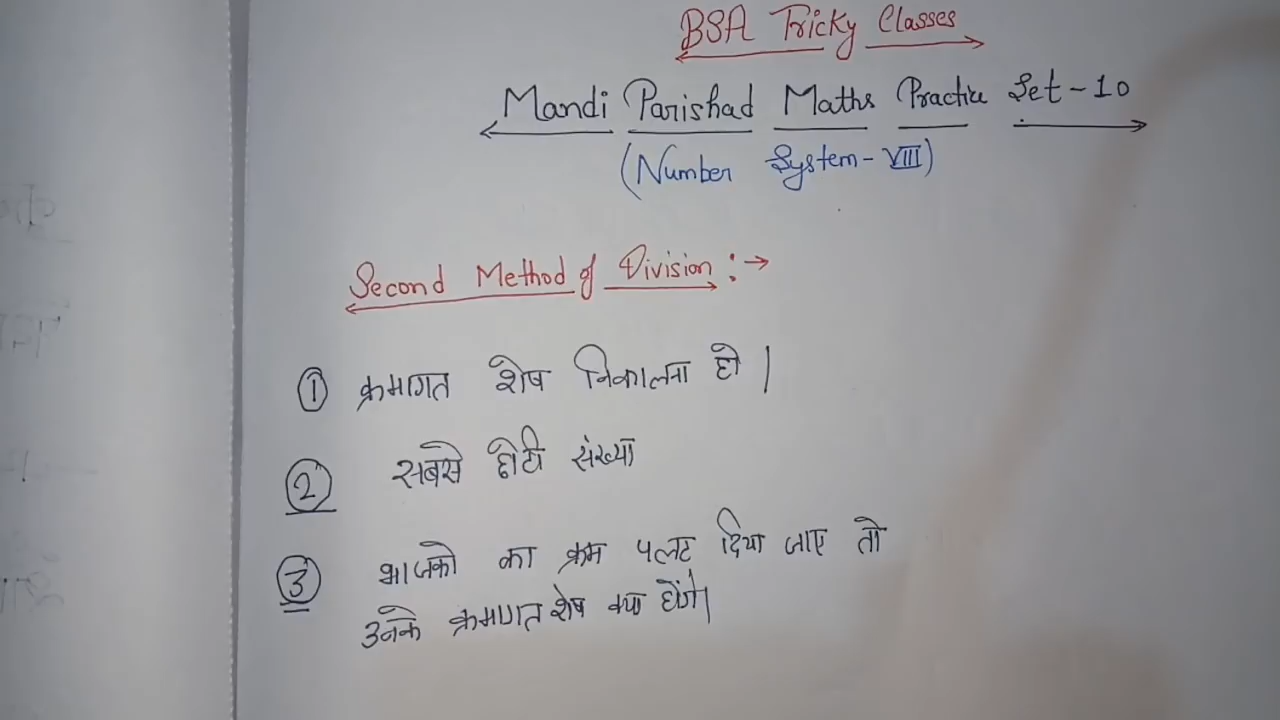 BSA Tricky Classes
Mandi Parishad Maths Practice Set-10
(Number System-VIII)
Second Method of Division :→
① क्रमागत शेष निकालना हो |
② सबसे छोटी संख्या
③ भाजको का क्रम पलट दिया जाए तो
उनके क्रमागत शेष क्या होंगे|